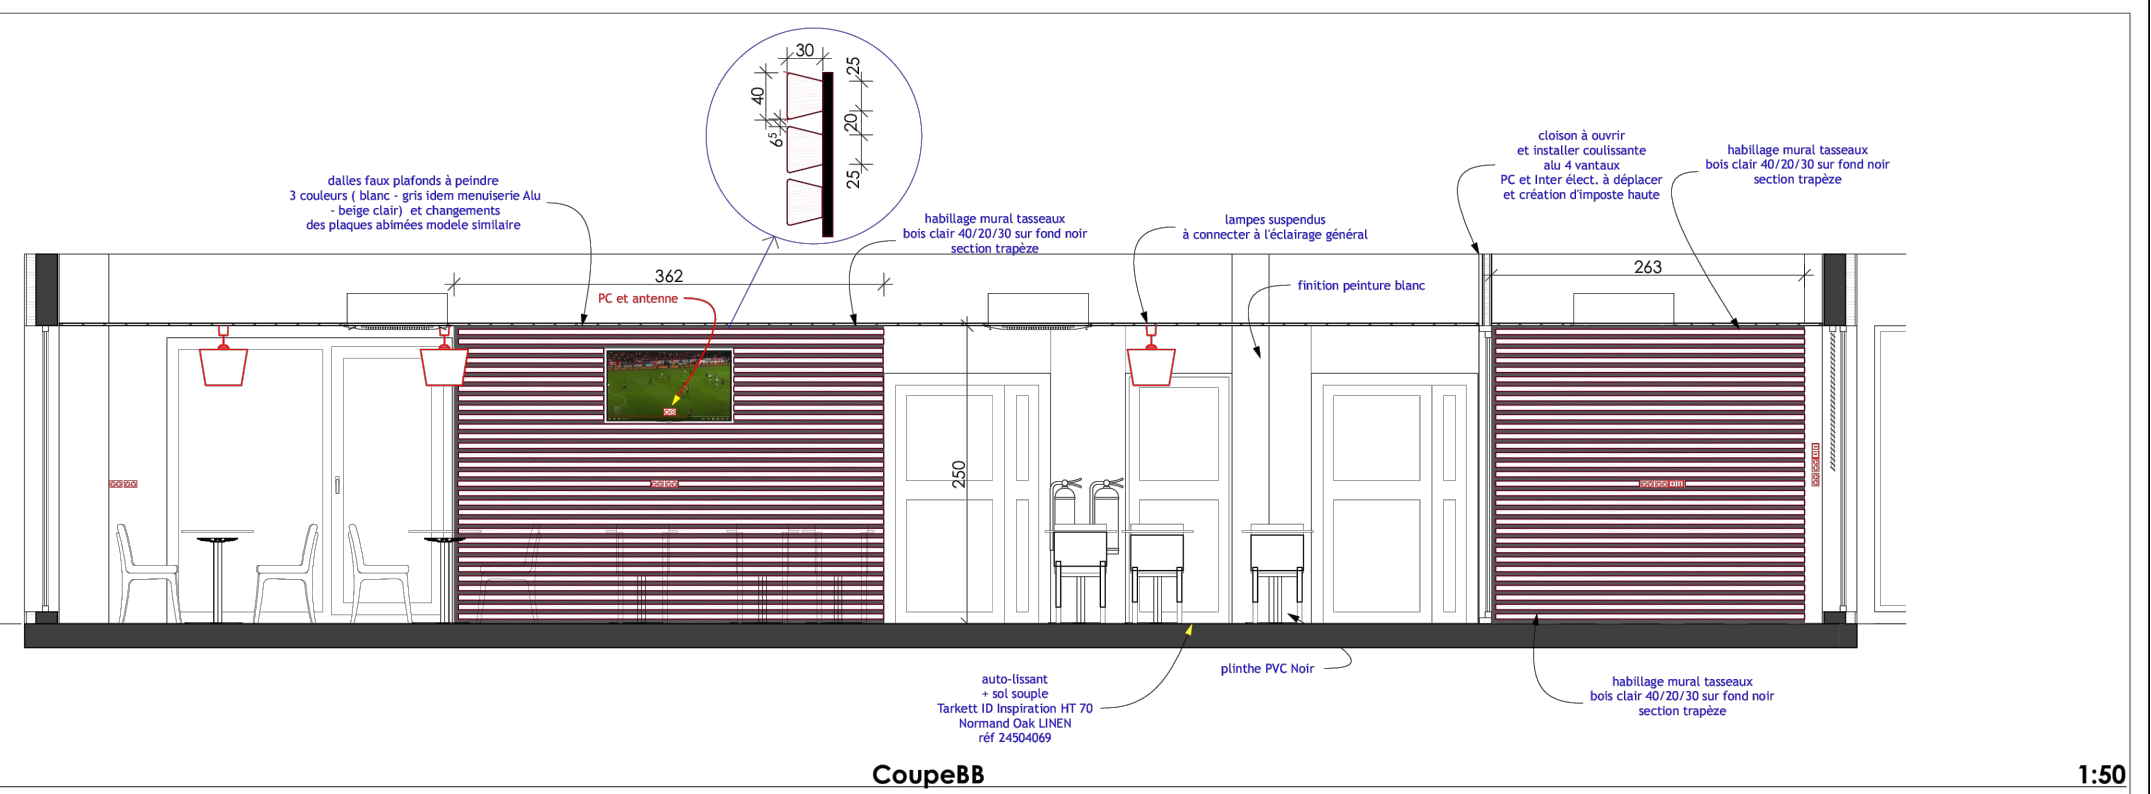 30
25
40
20
6⁵
25
dalles faux plafonds à peindre
3 couleurs ( blanc - gris idem menuiserie Alu
- beige clair)  et changements
des plaques abimées modele similaire
habillage mural tasseaux
bois clair 40/20/30 sur fond noir
section trapèze
lampes suspendus
à connecter à l'éclairage général
cloison à ouvrir
et installer coulissante
alu 4 vantaux
PC et Inter élect. à déplacer
et création d'imposte haute
habillage mural tasseaux
bois clair 40/20/30 sur fond noir
section trapèze
362
PC et antenne
finition peinture blanc
263
250
auto-lissant
+ sol souple
Tarkett ID Inspiration HT 70
Normand Oak LINEN
réf 24504069
plinthe PVC Noir
habillage mural tasseaux
bois clair 40/20/30 sur fond noir
section trapèze
CoupeBB
1:50